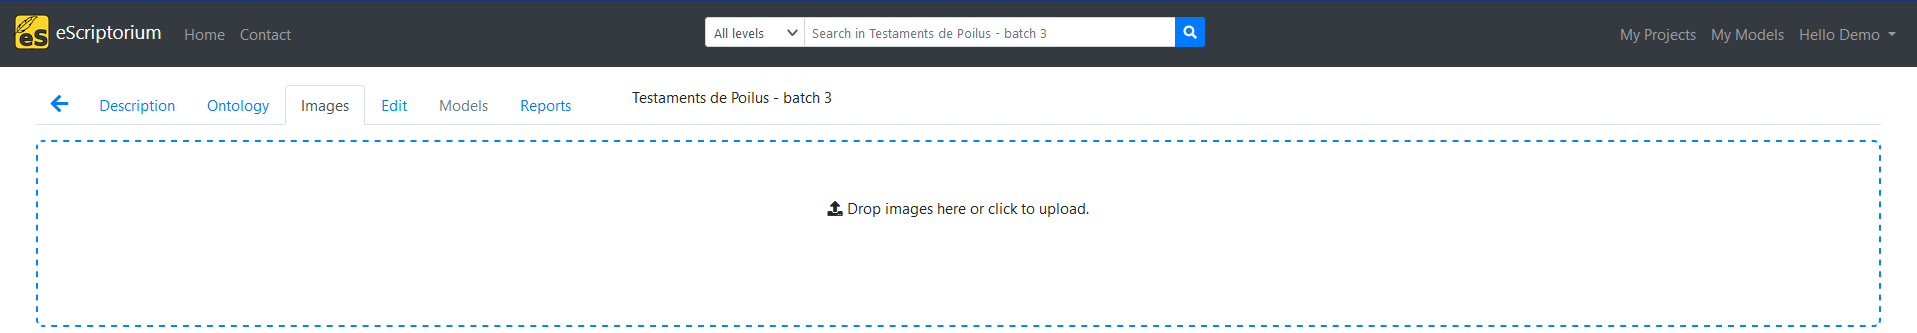 eS eScriptorium Home Contact All levels Search in Testaments de Poilus - batch 3 My Projects My Models Hello Demo
Description Ontology Images Edit Models Reports Testaments de Poilus - batch 3
Drop images here or click to upload.